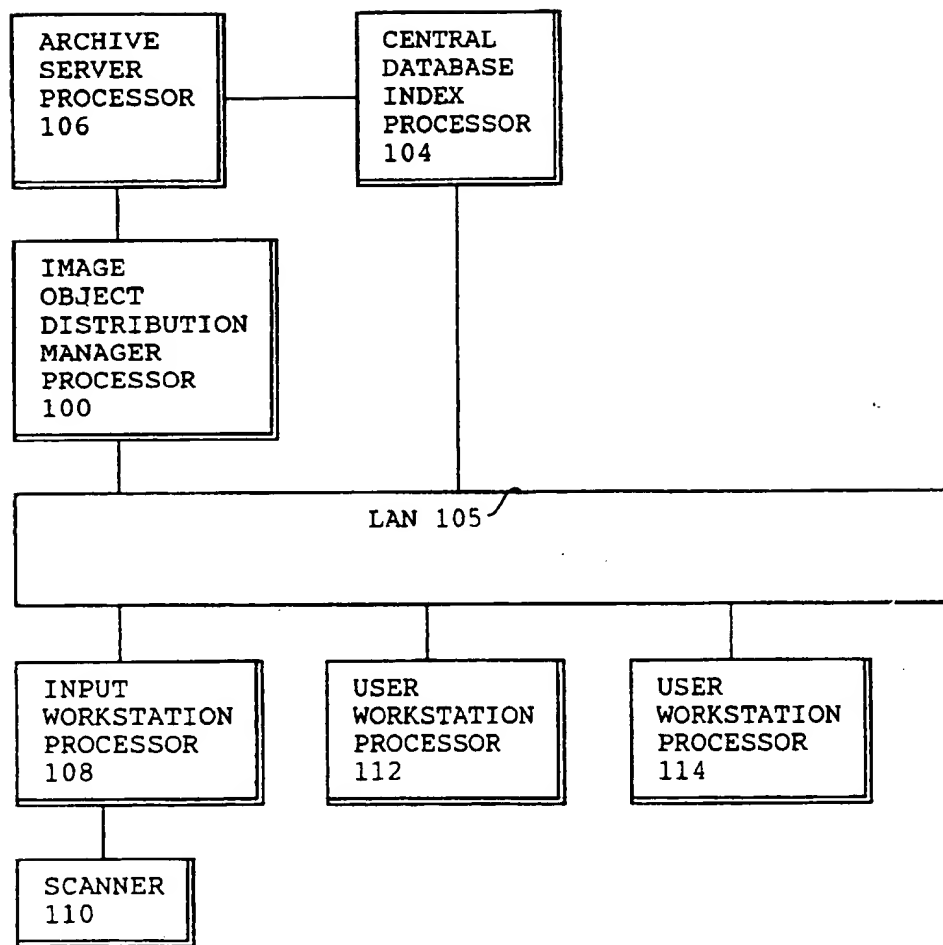 ARCHIVE
SERVER
PROCESSOR
106
CENTRAL
DATABASE
INDEX
PROCESSOR
104
IMAGE
OBJECT
DISTRIBUTION
MANAGER
PROCESSOR
100
LAN 105
INPUT
WORKSTATION
PROCESSOR
108
USER
WORKSTATION
PROCESSOR
112
USER
WORKSTATION
PROCESSOR
114
SCANNER
110